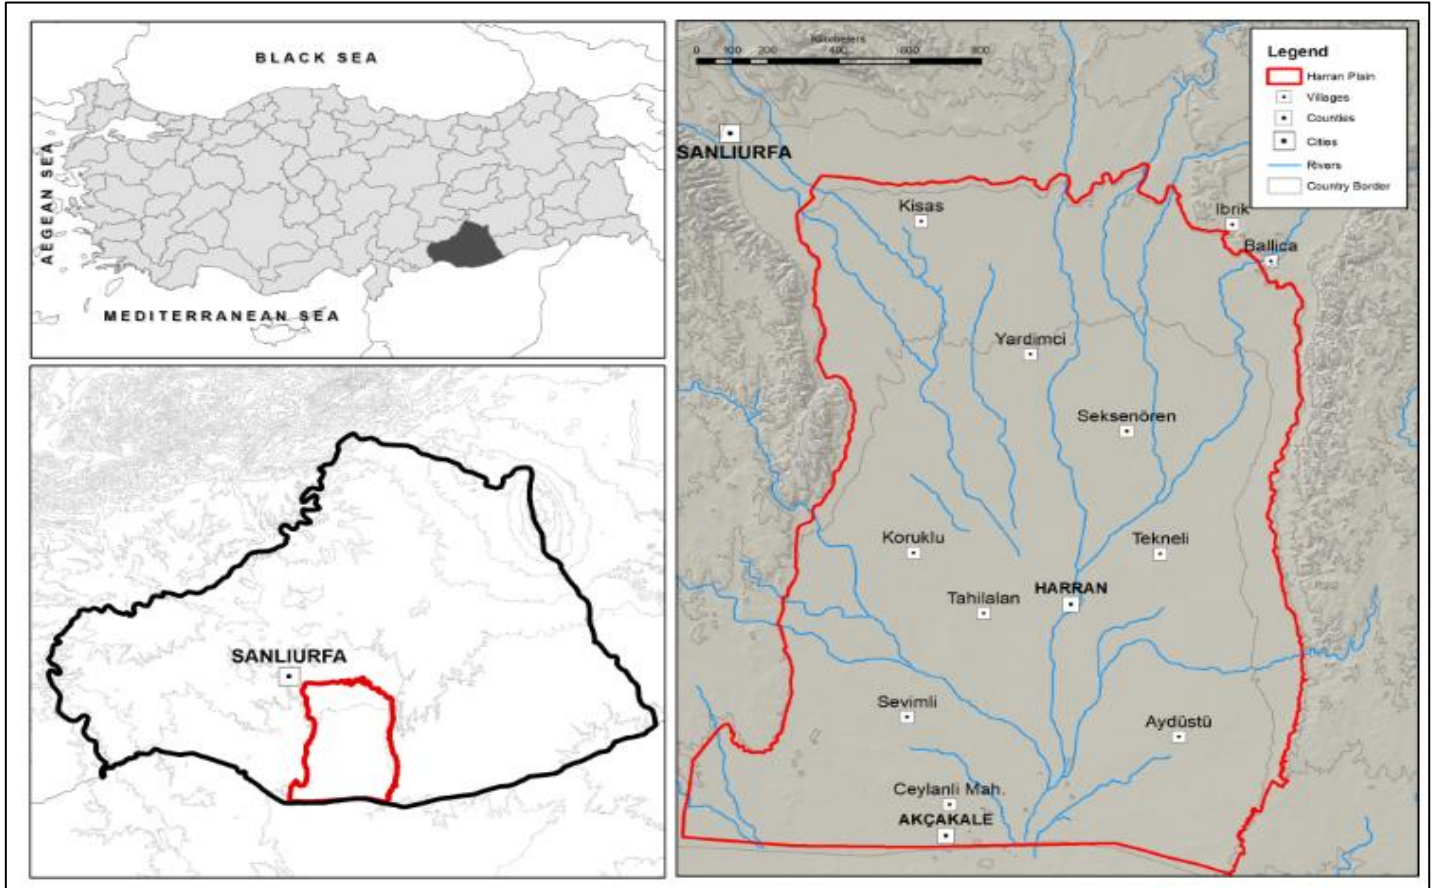 BLACK SEA
AEGEAN SEA
MEDITERRANEAN SEA
SANLIURFA
Kilometers
0 100 200 400 600 800
Legend
Harran Plain
Villages
Counties
Cities
Rivers
Country Border
SANLIURFA
Kisas
Ibrik
Ballica
Yardimci
Seksenören
Koruklu
Tekneli
HARRAN
Tahilalan
Sevimli
Aydüstü
Ceylanli Mah.
AKÇAKALE